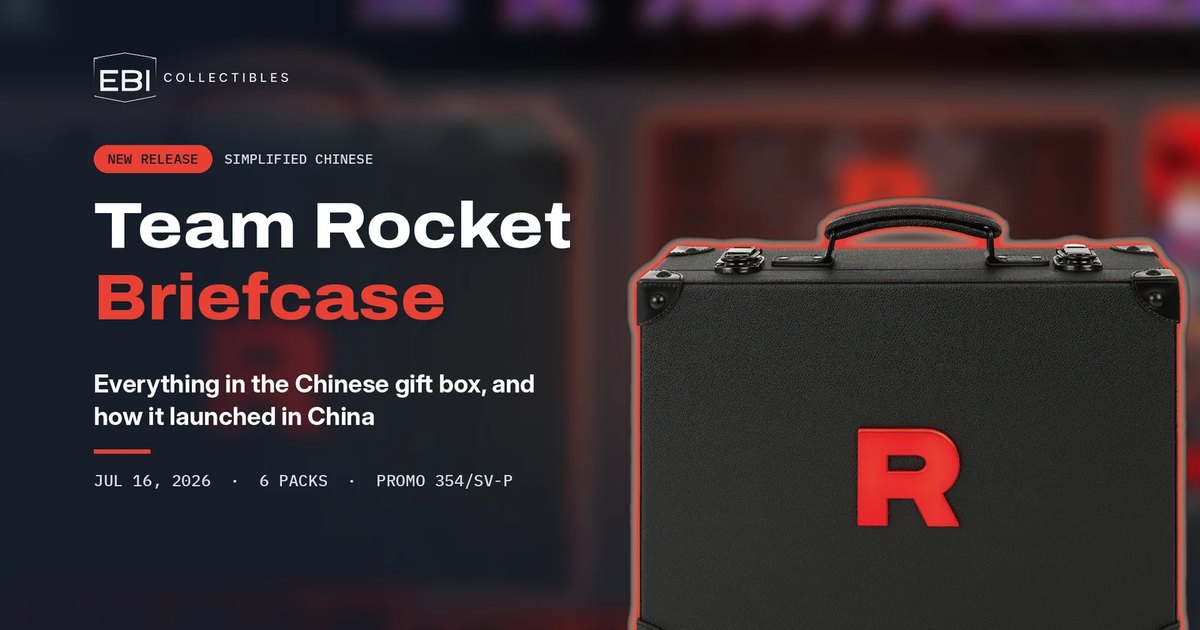 EBI COLLECTIBLES
NEW RELEASE SIMPLIFIED CHINESE
Team Rocket
Briefcase
Everything in the Chinese gift box, and
how it launched in China
JUL 16, 2026 · 6 PACKS · PROMO 354/SV-P
R